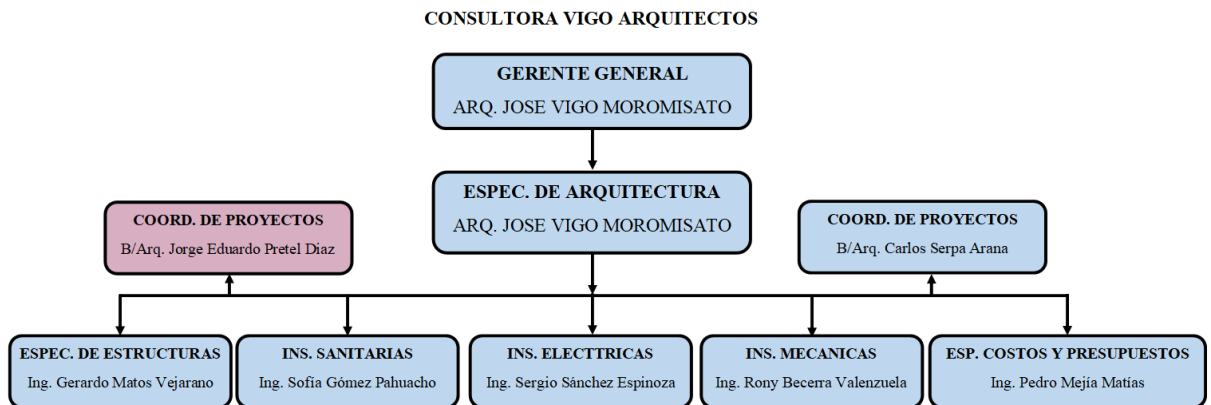 CONSULTORA VIGO ARQUITECTOS
GERENTE GENERAL
ARQ. JOSE VIGO MOROMISATO
ESPEC. DE ARQUITECTURA
ARQ. JOSE VIGO MOROMISATO
COORD. DE PROYECTOS
B/Arq. Jorge Eduardo Pretel Diaz
COORD. DE PROYECTOS
B/Arq. Carlos Serpa Arana
ESPEC. DE ESTRUCTURAS
Ing. Gerardo Matos Vejarano
INS. SANITARIAS
Ing. Sofía Gómez Pahuacho
INS. ELECTTRICAS
Ing. Sergio Sánchez Espinoza
INS. MECANICAS
Ing. Rony Becerra Valenzuela
ESP. COSTOS Y PRESUPUESTOS
Ing. Pedro Mejía Matías